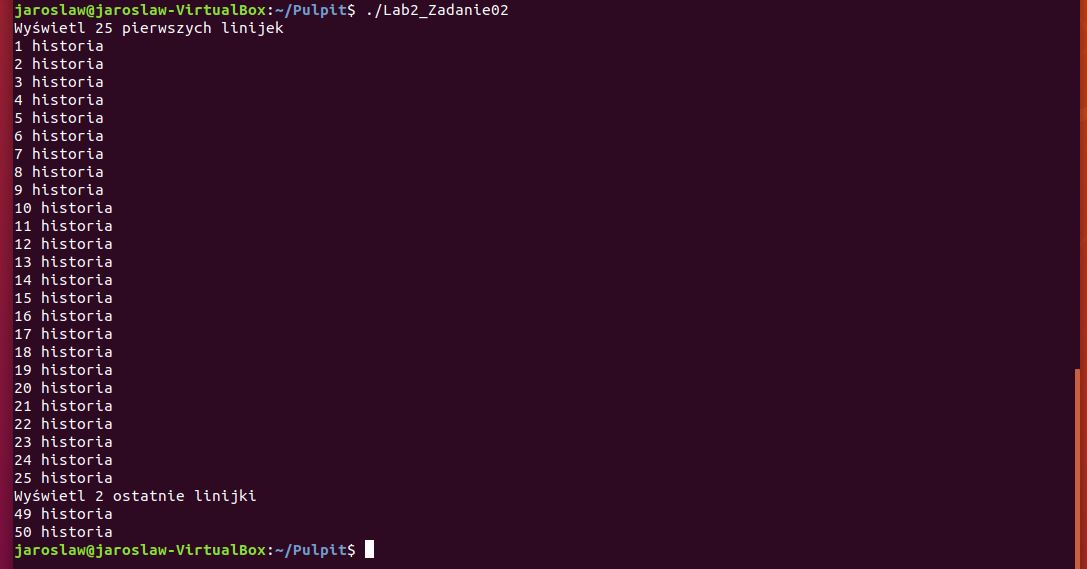 jaroslaw@jaroslaw-VirtualBox:~/Pulpit$ ./Lab2_Zadanie02
Wyświetl 25 pierwszych linijek
1 historia
2 historia
3 historia
4 historia
5 historia
6 historia
7 historia
8 historia
9 historia
10 historia
11 historia
12 historia
13 historia
14 historia
15 historia
16 historia
17 historia
18 historia
19 historia
20 historia
21 historia
22 historia
23 historia
24 historia
25 historia
Wyświetl 2 ostatnie linijki
49 historia
50 historia
jaroslaw@jaroslaw-VirtualBox:~/Pulpit$